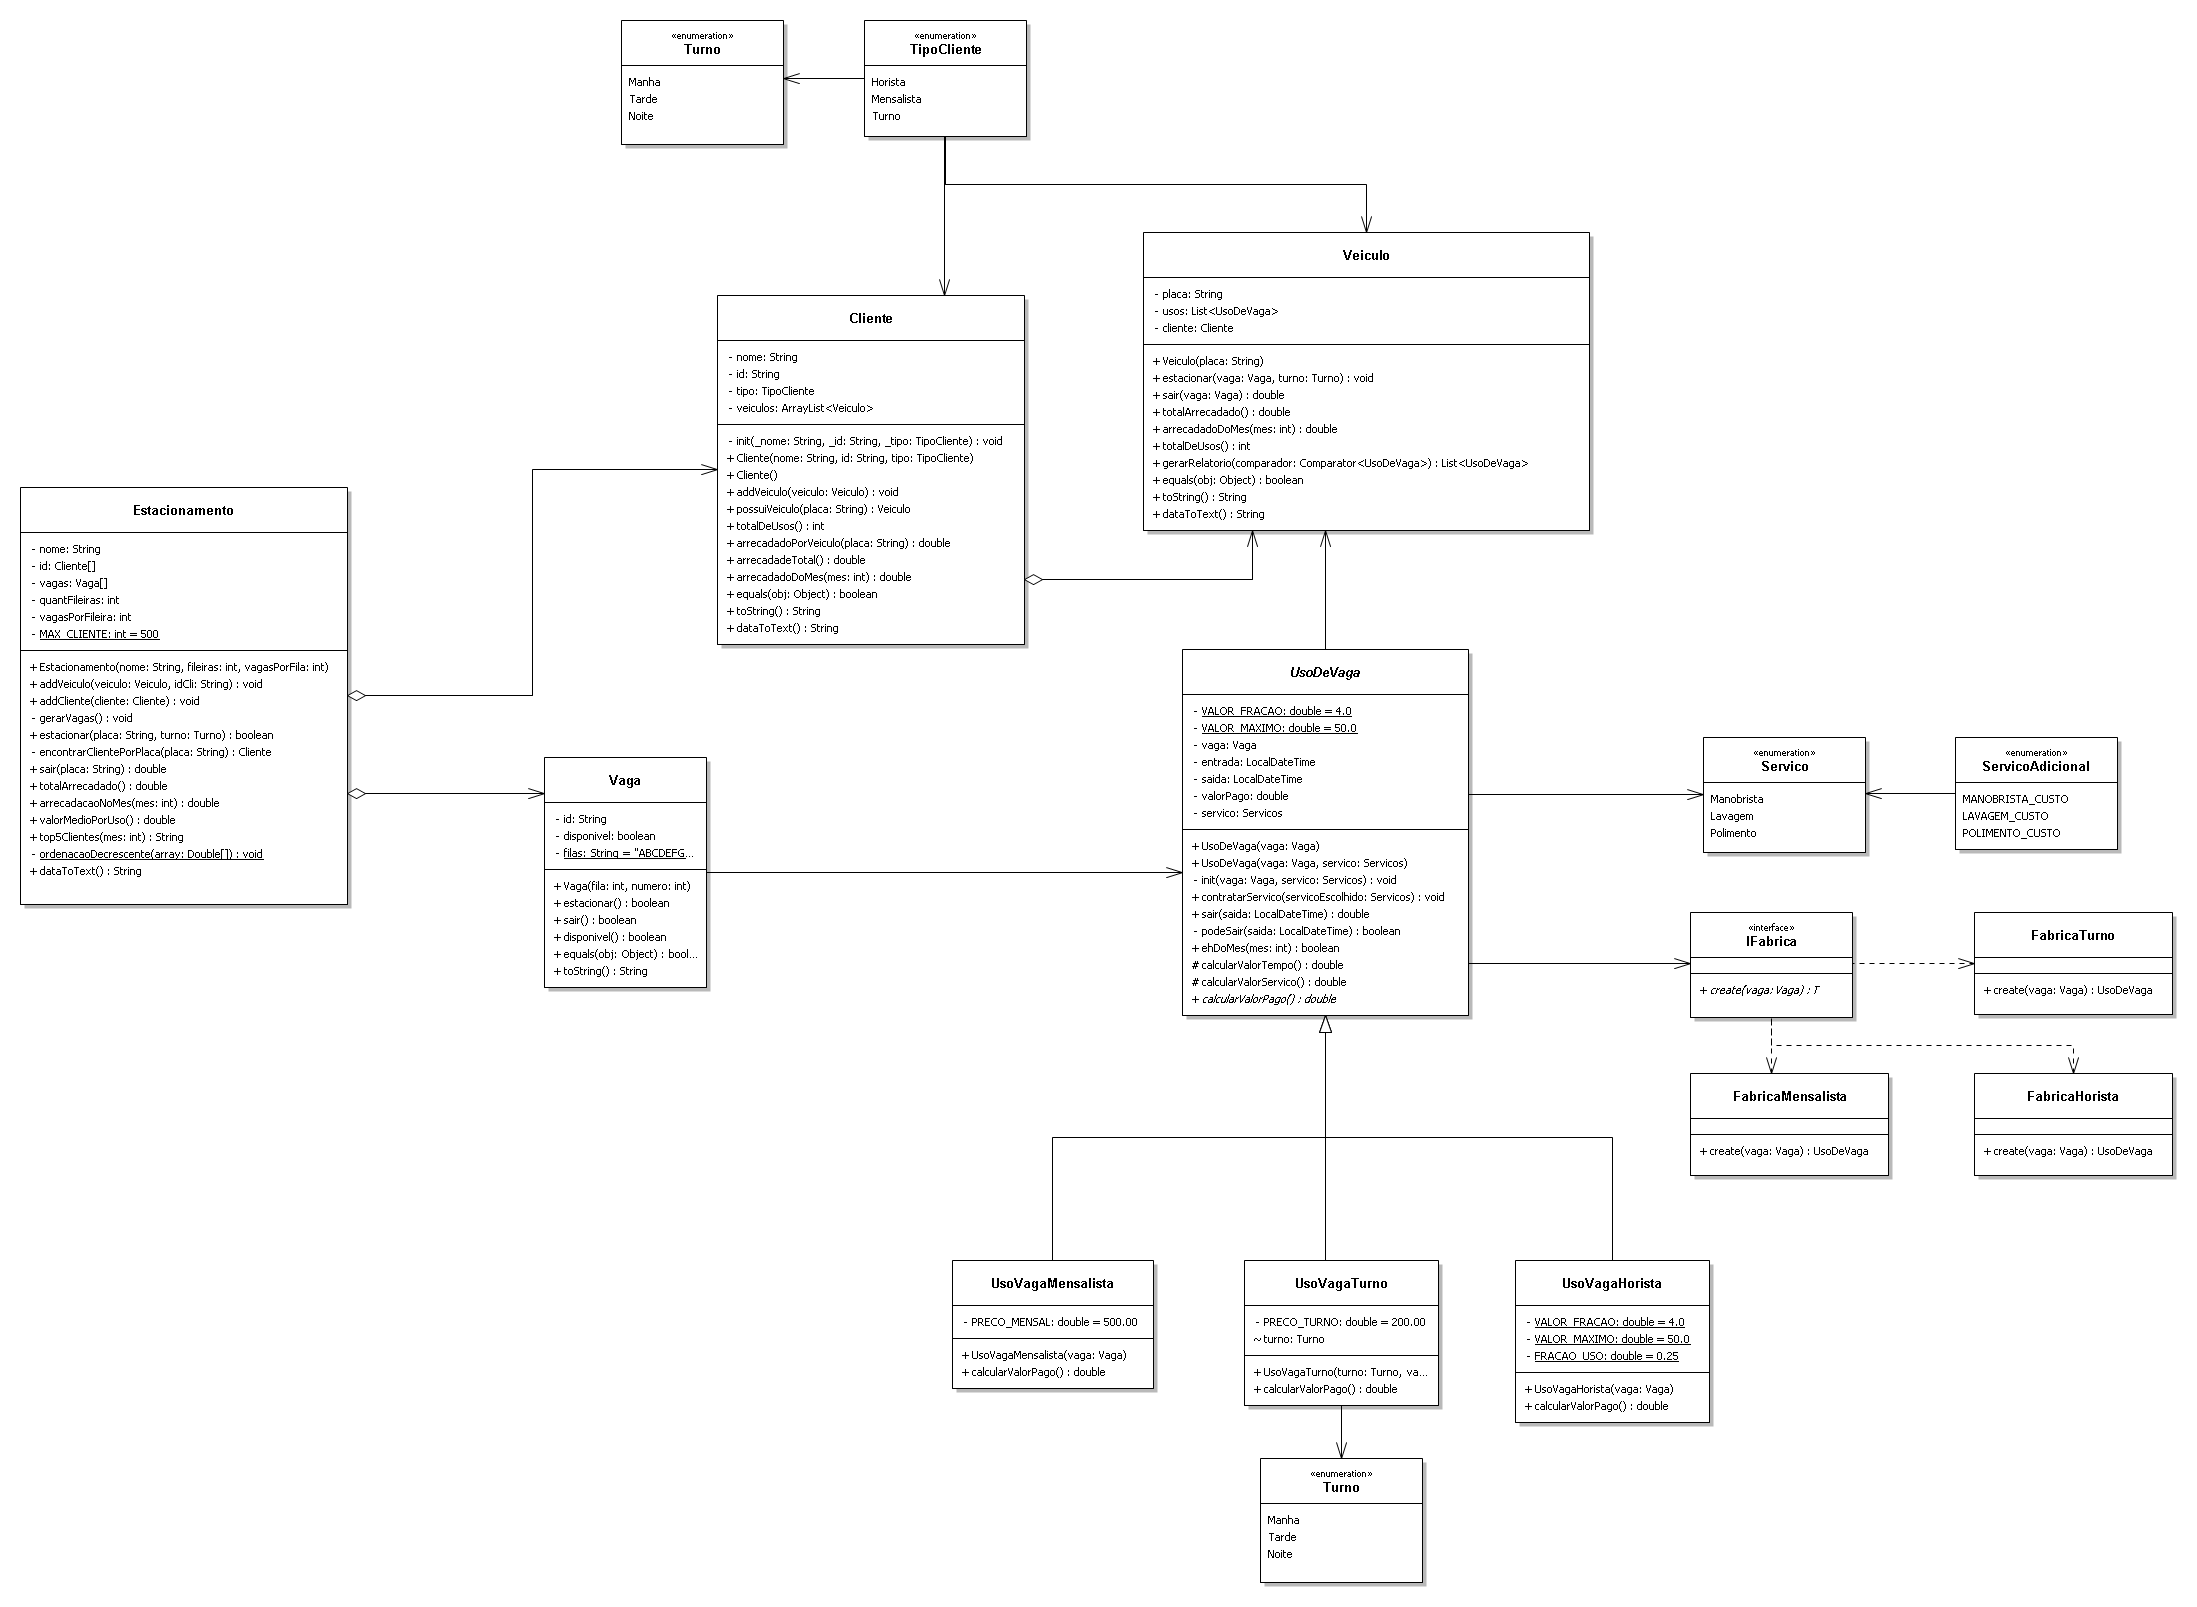 «enumeration»
Turno
Manha
Tarde
Noite
«enumeration»
TipoCliente
Horista
Mensalista
Turno
Veiculo
- placa: String
- usos: List<UsoDeVaga>
- cliente: Cliente
+ Veiculo(placa: String)
+ estacionar(vaga: Vaga, turno: Turno) : void
+ sair(vaga: Vaga) : double
+ totalArrecadado() : double
+ arrecadadoDoMes(mes: int) : double
+ totalDeUsos() : int
+ gerarRelatorio(comparador: Comparator<UsoDeVaga>) : List<UsoDeVaga>
+ equals(obj: Object) : boolean
+ toString() : String
+ dataToText() : String
Cliente
- nome: String
- id: String
- tipo: TipoCliente
- veiculos: ArrayList<Veiculo>
- init(_nome: String, _id: String, _tipo: TipoCliente) : void
+ Cliente(nome: String, id: String, tipo: TipoCliente)
+ Cliente()
+ addVeiculo(veiculo: Veiculo) : void
+ possuiVeiculo(placa: String) : Veiculo
+ totalDeUsos() : int
+ arrecadadoPorVeiculo(placa: String) : double
+ arrecadadeTotal() : double
+ arrecadadoDoMes(mes: int) : double
+ equals(obj: Object) : boolean
+ toString() : String
+ dataToText() : String
Estacionamento
- nome: String
- id: Cliente[]
- vagas: Vaga[]
- quantFileiras: int
- vagasPorFileira: int
- MAX_CLIENTE: int = 500
+ Estacionamento(nome: String, fileiras: int, vagasPorFila: int)
+ addVeiculo(veiculo: Veiculo, idCli: String) : void
+ addCliente(cliente: Cliente) : void
- gerarVagas() : void
+ estacionar(placa: String, turno: Turno) : boolean
- encontrarClientePorPlaca(placa: String) : Cliente
+ sair(placa: String) : double
+ totalArrecadado() : double
+ arrecadacaoNoMes(mes: int) : double
+ valorMedioPorUso() : double
+ top5Clientes(mes: int) : String
- ordenacaoDecrescente(array: Double[]) : void
+ dataToText() : String
Vaga
- id: String
- disponivel: boolean
- filas: String = "ABCDEFG...
+ Vaga(fila: int, numero: int)
+ estacionar() : boolean
+ sair() : boolean
+ disponivel() : boolean
+ equals(obj: Object) : bool...
+ toString() : String
UsoDeVaga
- VALOR_FRACAO: double = 4.0
- VALOR_MAXIMO: double = 50.0
- vaga: Vaga
- entrada: LocalDateTime
- saida: LocalDateTime
- valorPago: double
- servico: Servicos
+ UsoDeVaga(vaga: Vaga)
+ UsoDeVaga(vaga: Vaga, servico: Servicos)
- init(vaga: Vaga, servico: Servicos) : void
+ contratarServico(servicoEscolhido: Servicos) : void
+ sair(saida: LocalDateTime) : double
- podeSair(saida: LocalDateTime) : boolean
+ ehDoMes(mes: int) : boolean
# calcularValorTempo() : double
# calcularValorServico() : double
+ calcularValorPago() : double
«enumeration»
Servico
Manobrista
Lavagem
Polimento
«enumeration»
ServicoAdicional
MANOBRISTA_CUSTO
LAVAGEM_CUSTO
POLIMENTO_CUSTO
«interface»
IFabrica
+ create(vaga: Vaga) : T
FabricaTurno
+ create(vaga: Vaga) : UsoDeVaga
FabricaMensalista
+ create(vaga: Vaga) : UsoDeVaga
FabricaHorista
+ create(vaga: Vaga) : UsoDeVaga
UsoVagaMensalista
- PRECO_MENSAL: double = 500.00
+ UsoVagaMensalista(vaga: Vaga)
+ calcularValorPago() : double
UsoVagaTurno
- PRECO_TURNO: double = 200.00
~ turno: Turno
+ UsoVagaTurno(turno: Turno, va...
+ calcularValorPago() : double
UsoVagaHorista
- VALOR_FRACAO: double = 4.0
- VALOR_MAXIMO: double = 50.0
- FRACAO_USO: double = 0.25
+ UsoVagaHorista(vaga: Vaga)
+ calcularValorPago() : double
«enumeration»
Turno
Manha
Tarde
Noite